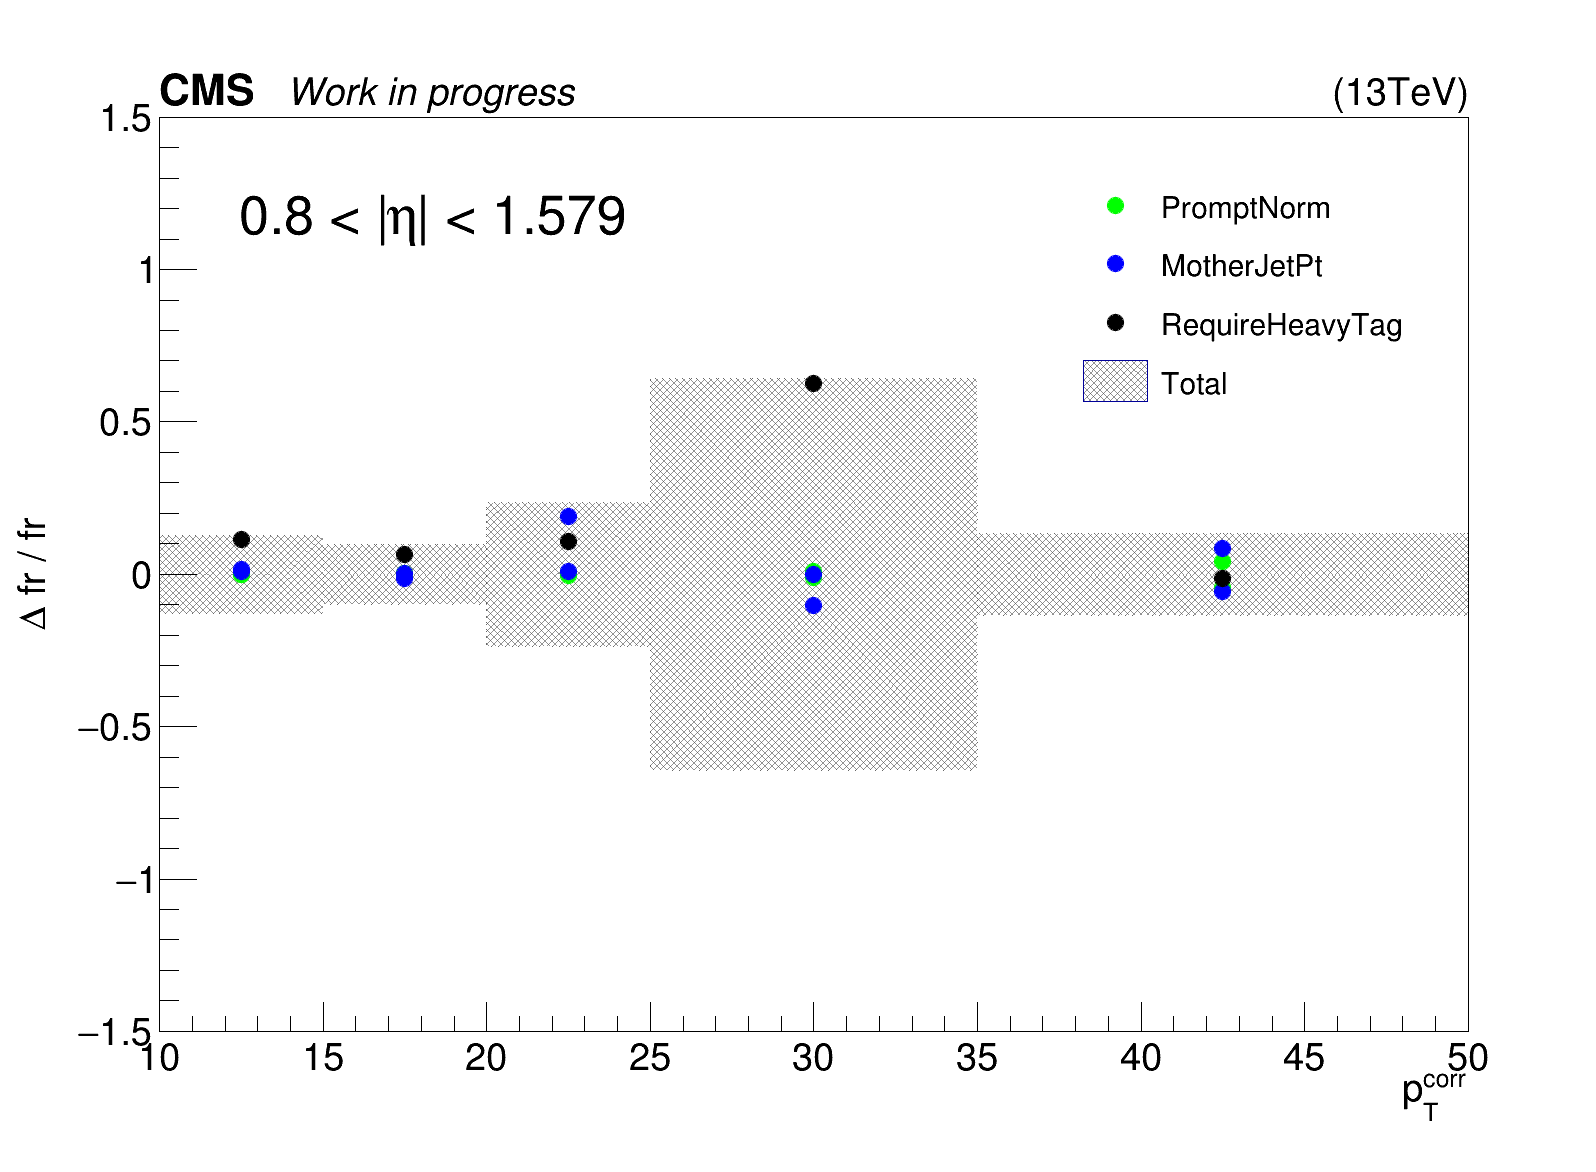 CMS Work in progress (13TeV)
0.8 < |η| < 1.579
PromptNorm
MotherJetPt
RequireHeavyTag
Total
Δ fr / fr
1.5
1
0.5
0
−0.5
−1
−1.5
10 15 20 25 30 35 40 45 50
p_T^corr